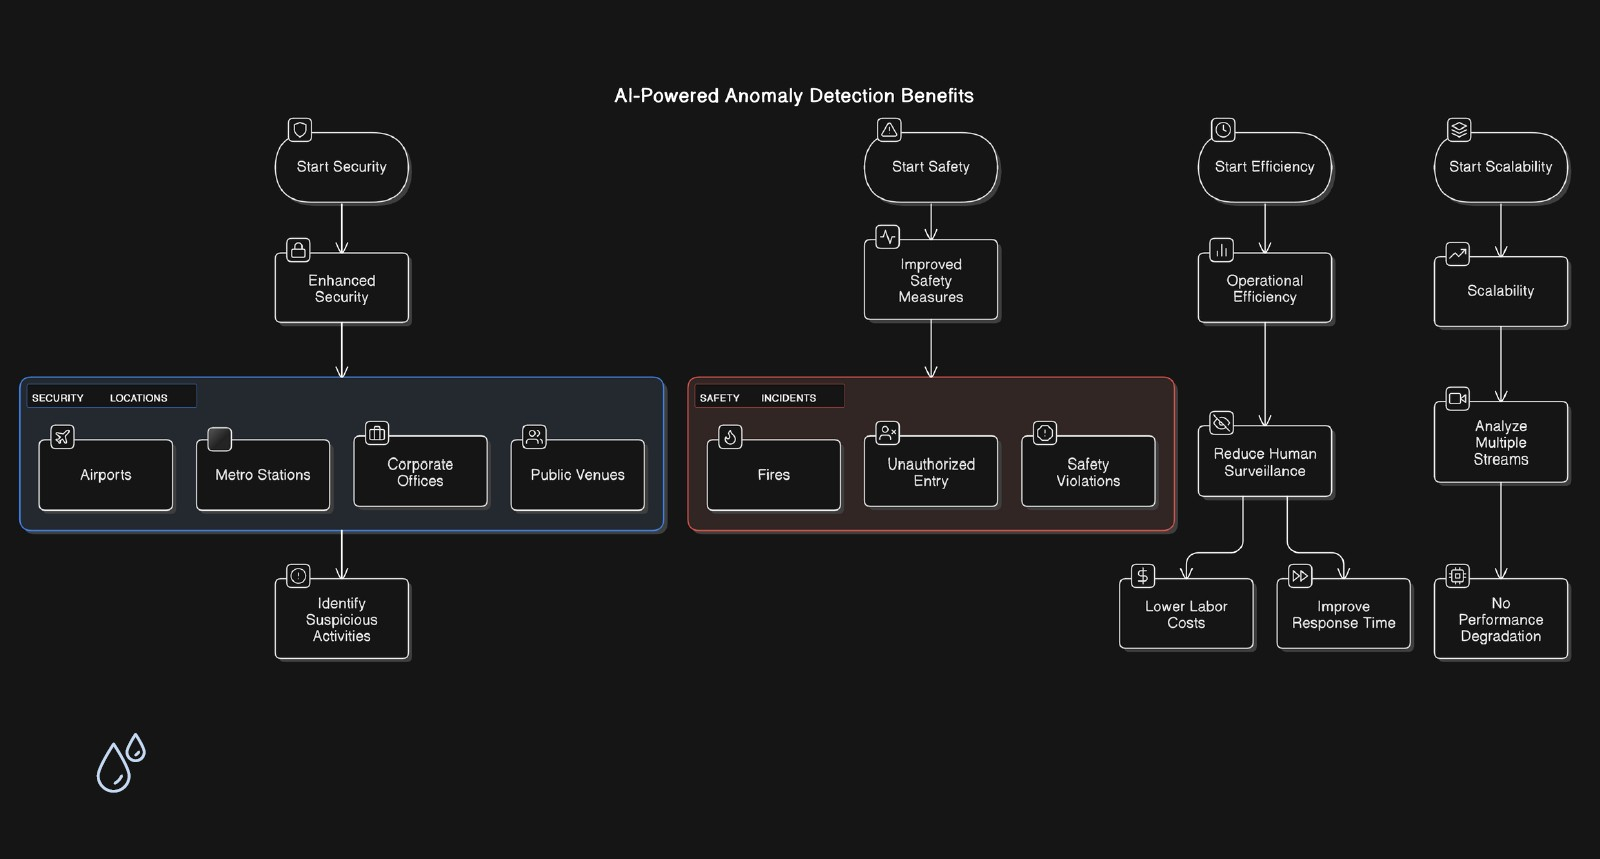 AI-Powered Anomaly Detection Benefits
Start Security
Start Safety
Start Efficiency
Start Scalability
Enhanced
Security
Improved
Safety
Measures
Operational
Efficiency
Scalability
SECURITY LOCATIONS
Airports
Metro Stations
Corporate
Offices
Public Venues
SAFETY INCIDENTS
Fires
Unauthorized
Entry
Safety
Violations
Reduce Human
Surveillance
Analyze
Multiple
Streams
Identify
Suspicious
Activities
Lower Labor
Costs
Improve
Response Time
No
Performance
Degradation